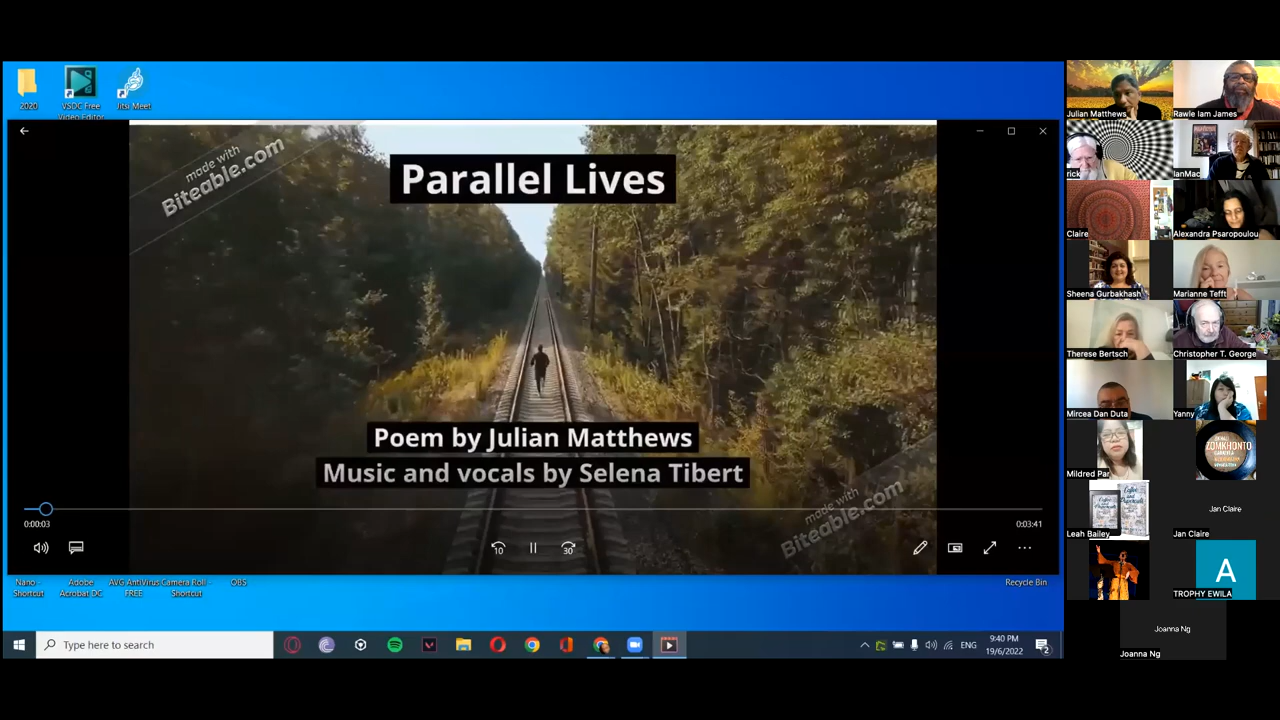 2020
VSDC Free
Video Editor
Jitsi Meet
made with
Biteable.com
Parallel Lives
Poem by Julian Matthews
Music and vocals by Selena Tibert
made with
Biteable.com
0:00:03
0:03:41
10
30
Nano -
Shortcut
Adobe
Acrobat DC
AVG AntiVirus
FREE
Camera Roll -
Shortcut
OBS
Recycle Bin
Type here to search
ENG
9:40 PM
19/6/2022
2
Julian Matthews
Rawle Iam James
rick
IanMac
Claire
Alexandra Psaropoulou
Sheena Gurbakhash
Marianne Tefft
Therese Bertsch
Christopher T. George
Mircea Dan Duta
Yanny
Mildred Par
ZOMKHONTO
Leah Bailey
Jan Claire
Jan Claire
A
TROPHY EWILA
Joanna Ng
Joanna Ng